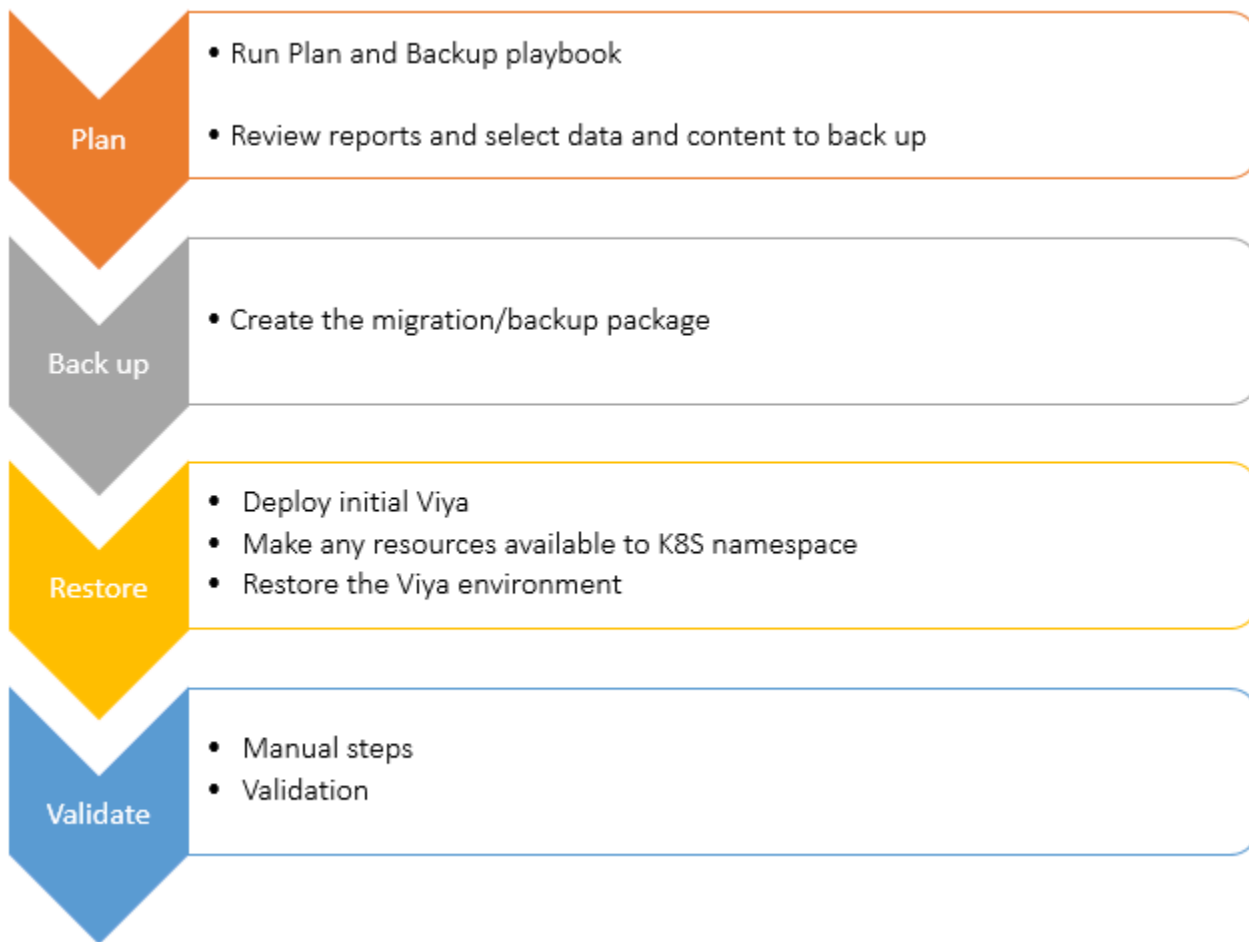 Plan
• Run Plan and Backup playbook
• Review reports and select data and content to back up
Back up
• Create the migration/backup package
Restore
• Deploy initial Viya
• Make any resources available to K8S namespace
• Restore the Viya environment
Validate
• Manual steps
• Validation